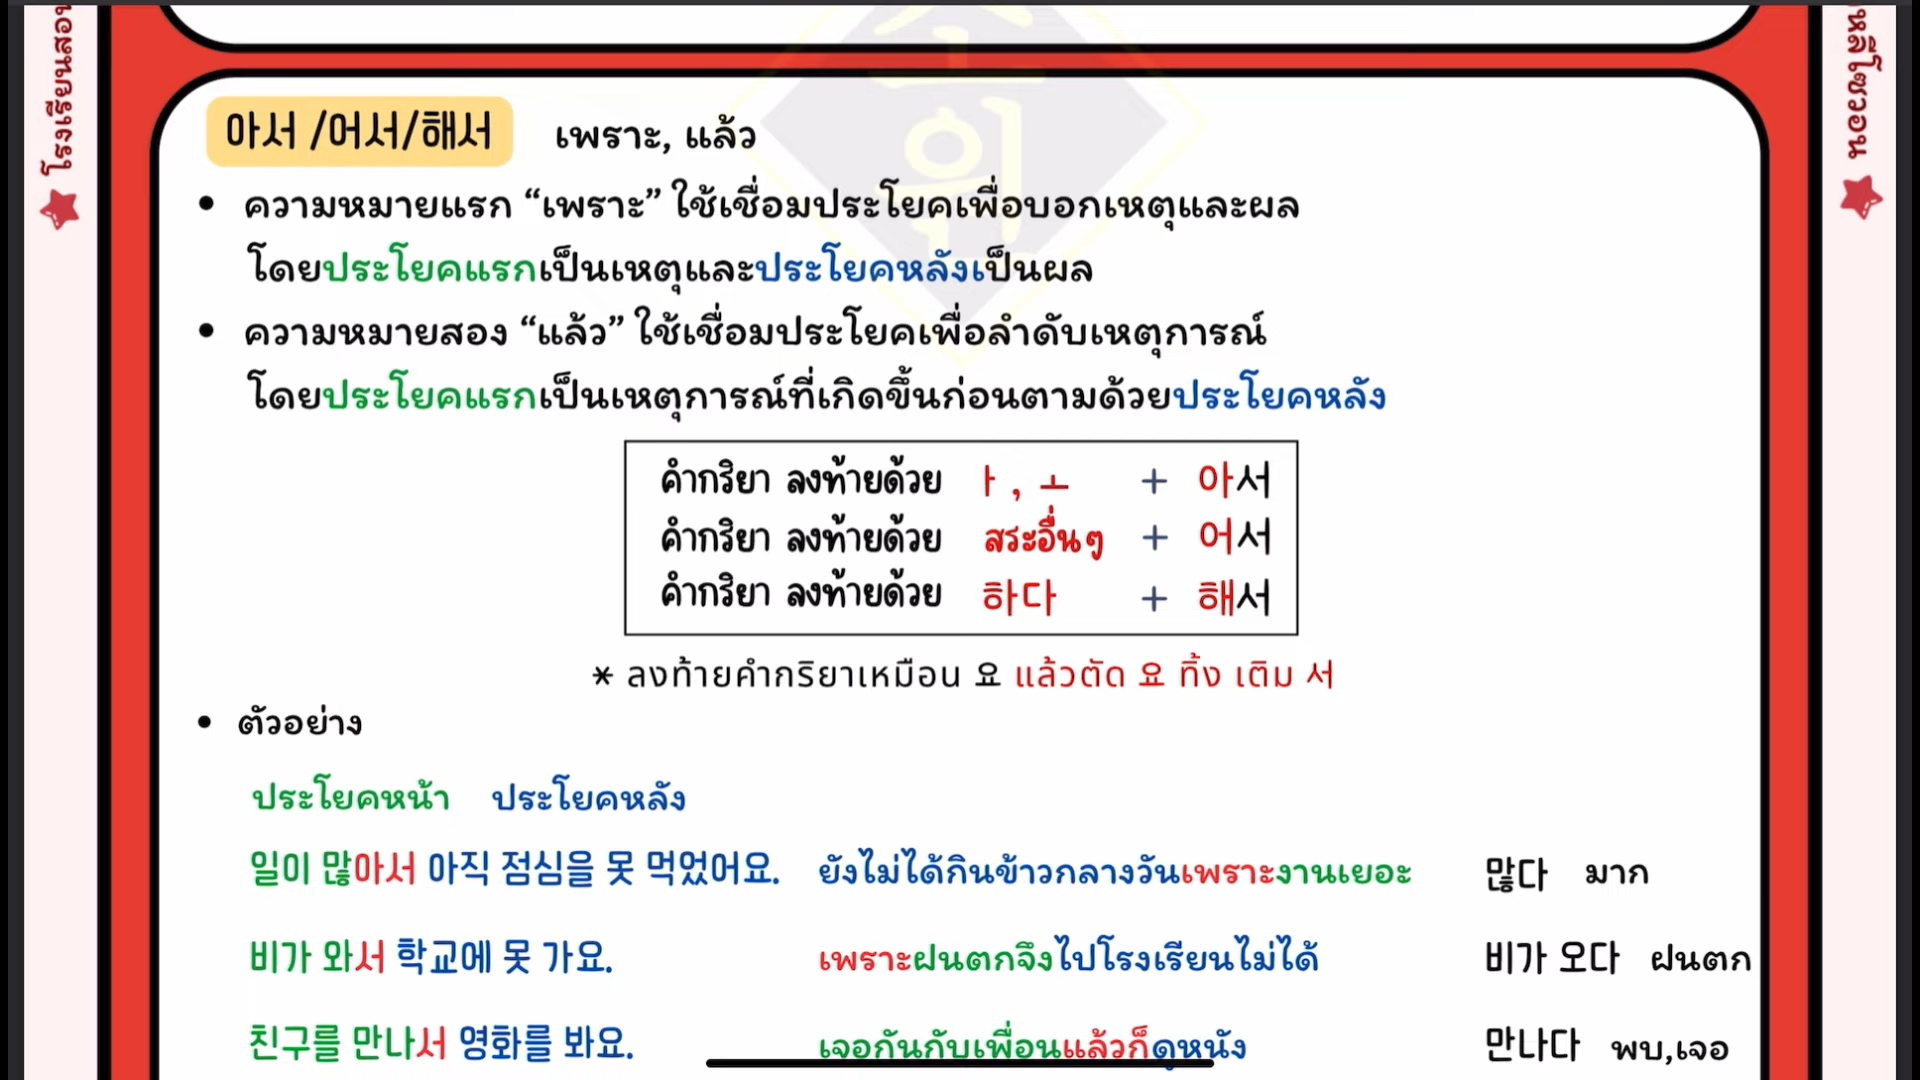 โรงเรียนสอน
นหลีโซวอน
소
원
아서 /어서/해서 เพราะ, แล้ว
• ความหมายแรก “เพราะ” ใช้เชื่อมประโยคเพื่อบอกเหตุและผล
โดยประโยคแรกเป็นเหตุและประโยคหลังเป็นผล
• ความหมายสอง “แล้ว” ใช้เชื่อมประโยคเพื่อลำดับเหตุการณ์
โดยประโยคแรกเป็นเหตุการณ์ที่เกิดขึ้นก่อนตามด้วยประโยคหลัง
คำกริยา ลงท้ายด้วย ㅏ , ㅗ + 아서
คำกริยา ลงท้ายด้วย สระอื่นๆ + 어서
คำกริยา ลงท้ายด้วย 하다 + 해서
* ลงท้ายคำกริยาเหมือน 요 แล้วตัด 요 ทิ้ง เติม 서
• ตัวอย่าง
ประโยคหน้า ประโยคหลัง
일이 많아서 아직 점심을 못 먹었어요. ยังไม่ได้กินข้าวกลางวันเพราะงานเยอะ 많다 มาก
비가 와서 학교에 못 가요. เพราะฝนตกจึงไปโรงเรียนไม่ได้ 비가 오다 ฝนตก
친구를 만나서 영화를 봐요. เจอกันกับเพื่อนแล้วก็ดูหนัง 만나다 พบ,เจอ